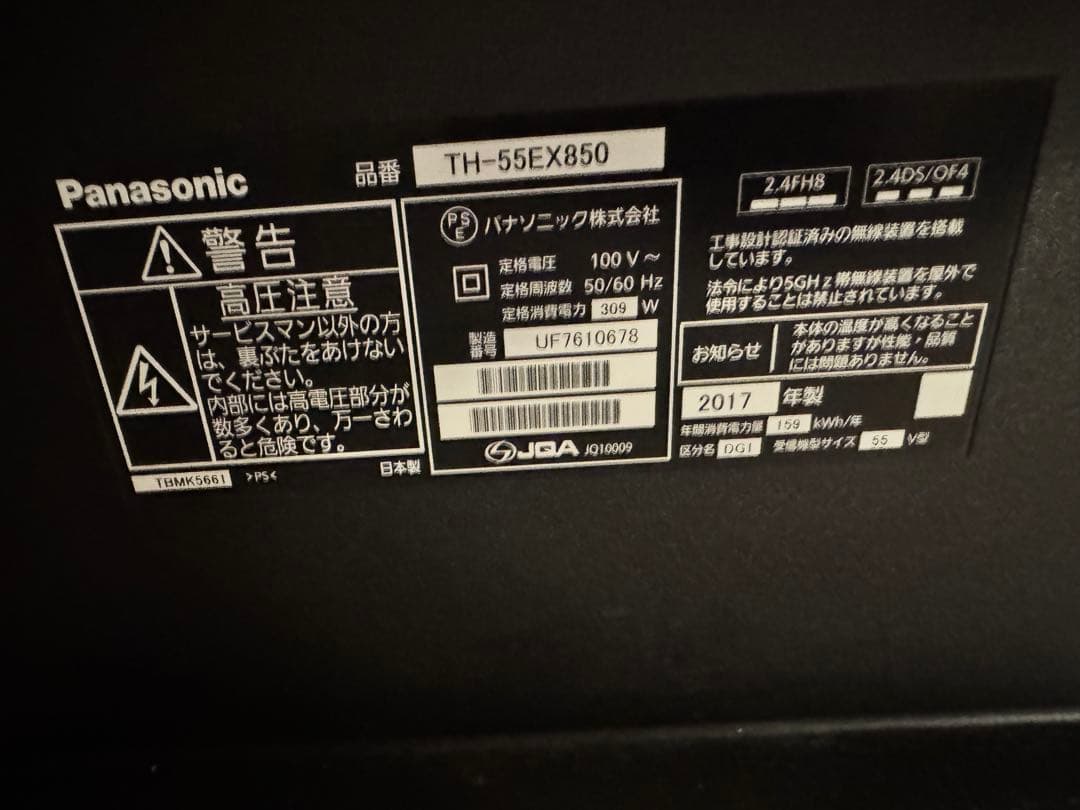 Panasonic
品番 TH-55EX850
警告
高圧注意
サービスマン以外の方
は、裏ぶたをあけない
でください。
内部には高電圧部分が
数多くあり、万一さわ
ると危険です。
TBMK5661 >PS<
日本製
PSE パナソニック株式会社
定格電圧 100 V ~
定格周波数 50/60 Hz
定格消費電力 309 W
製造番号 UF7610678
JQA JQ10009
2.4FH8
2.4DS/OF4
工事設計認証済みの無線装置を搭載
しています。
法令により5GHz帯無線装置を屋外で
使用することは禁止されています。
お知らせ
本体の温度が高くなること
がありますが性能・品質
には問題ありません。
2017 年製
年間消費電力量 159 kWh/年
区分名 DG1 受信機型サイズ 55 V型